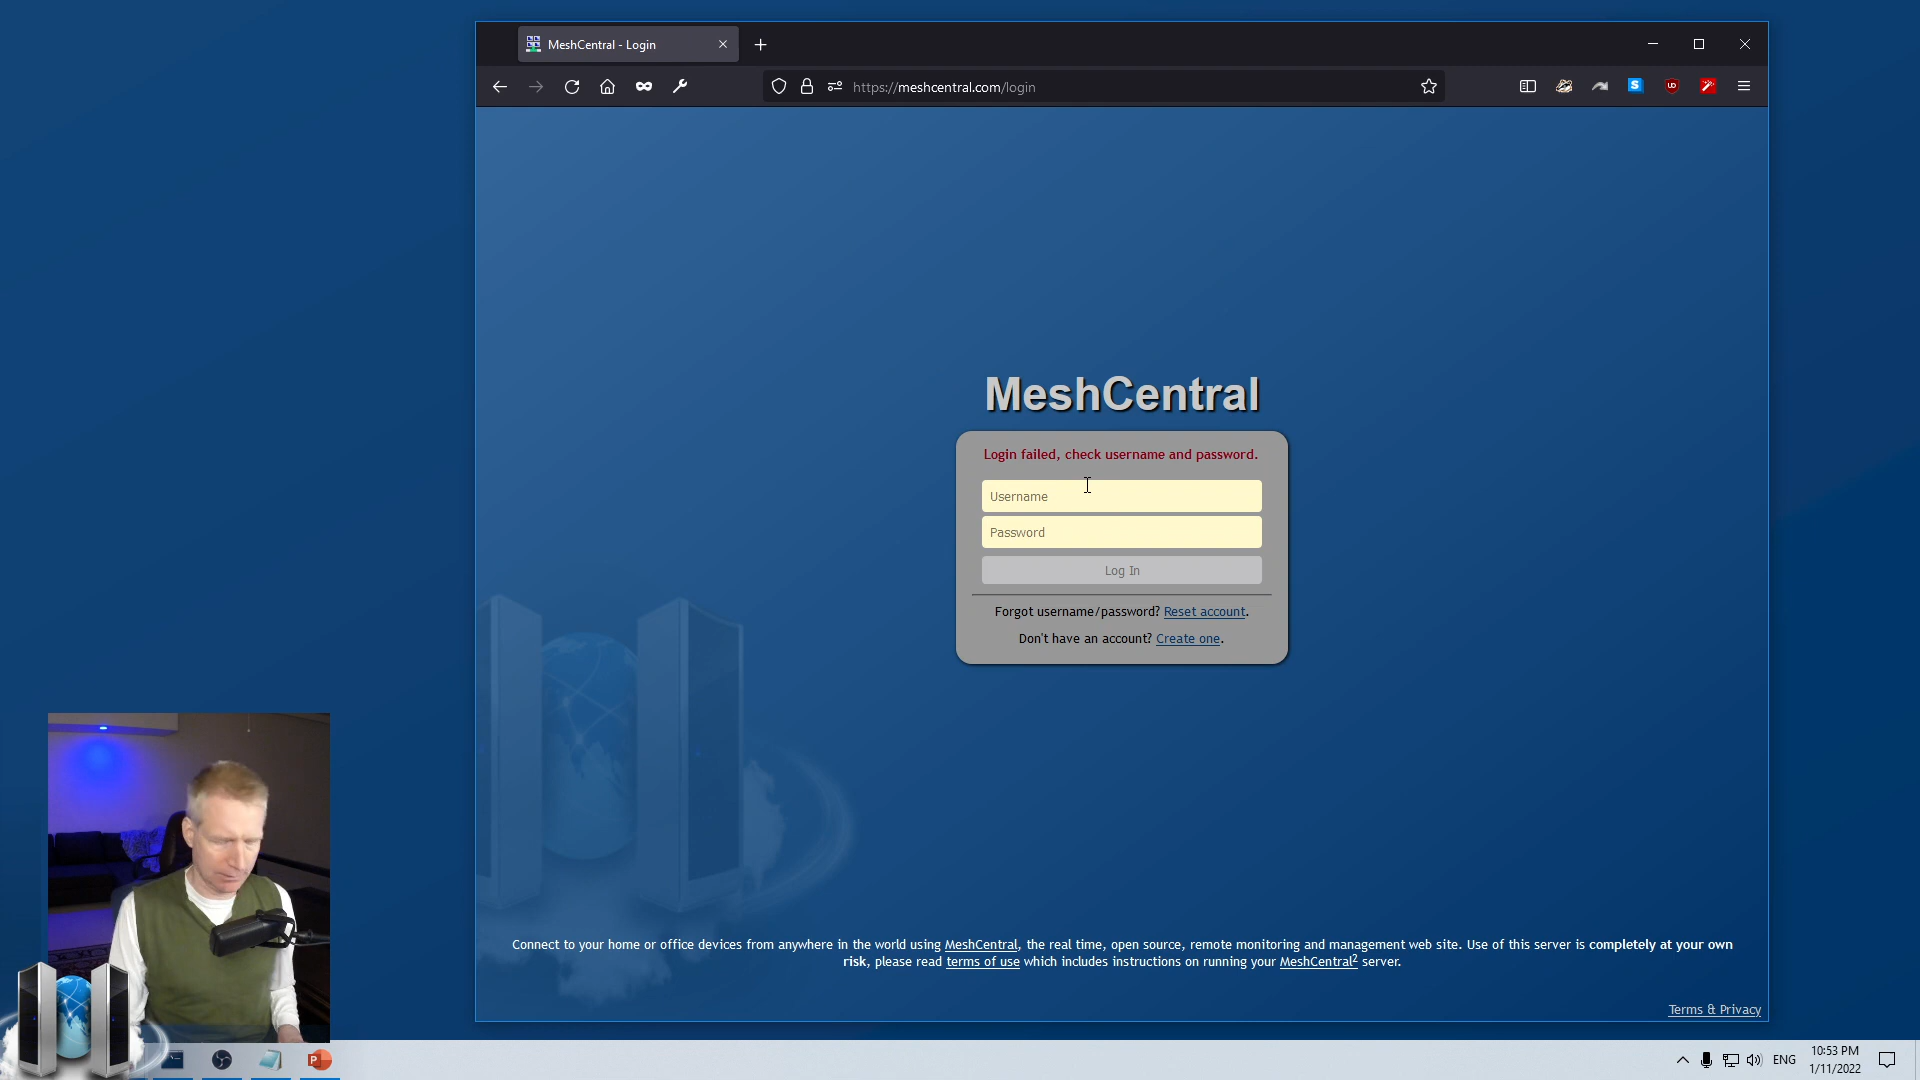 MeshCentral - Login
https://meshcentral.com/login
MeshCentral
Login failed, check username and password.
Username
Password
Log In
Forgot username/password? Reset account.
Don't have an account? Create one.
Connect to your home or office devices from anywhere in the world using MeshCentral, the real time, open source, remote monitoring and management web site. Use of this server is completely at your own
risk, please read terms of use which includes instructions on running your MeshCentral² server.
Terms & Privacy
ENG
10:53 PM
1/11/2022